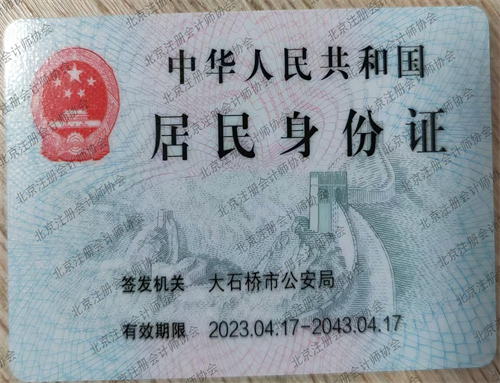 中华人民共和国
居民身份证
签发机关 大石桥市公安局
有效期限 2023.04.17-2043.04.17
北京注册会计师协会